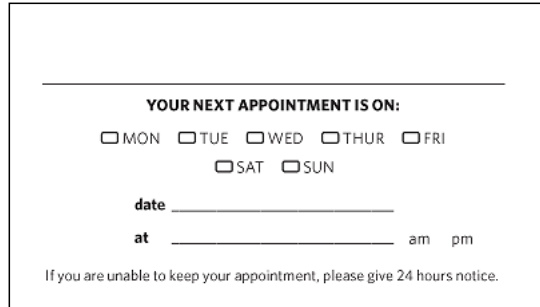 YOUR NEXT APPOINTMENT IS ON:
MON TUE WED THUR FRI
SAT SUN
date
at am pm
If you are unable to keep your appointment, please give 24 hours notice.